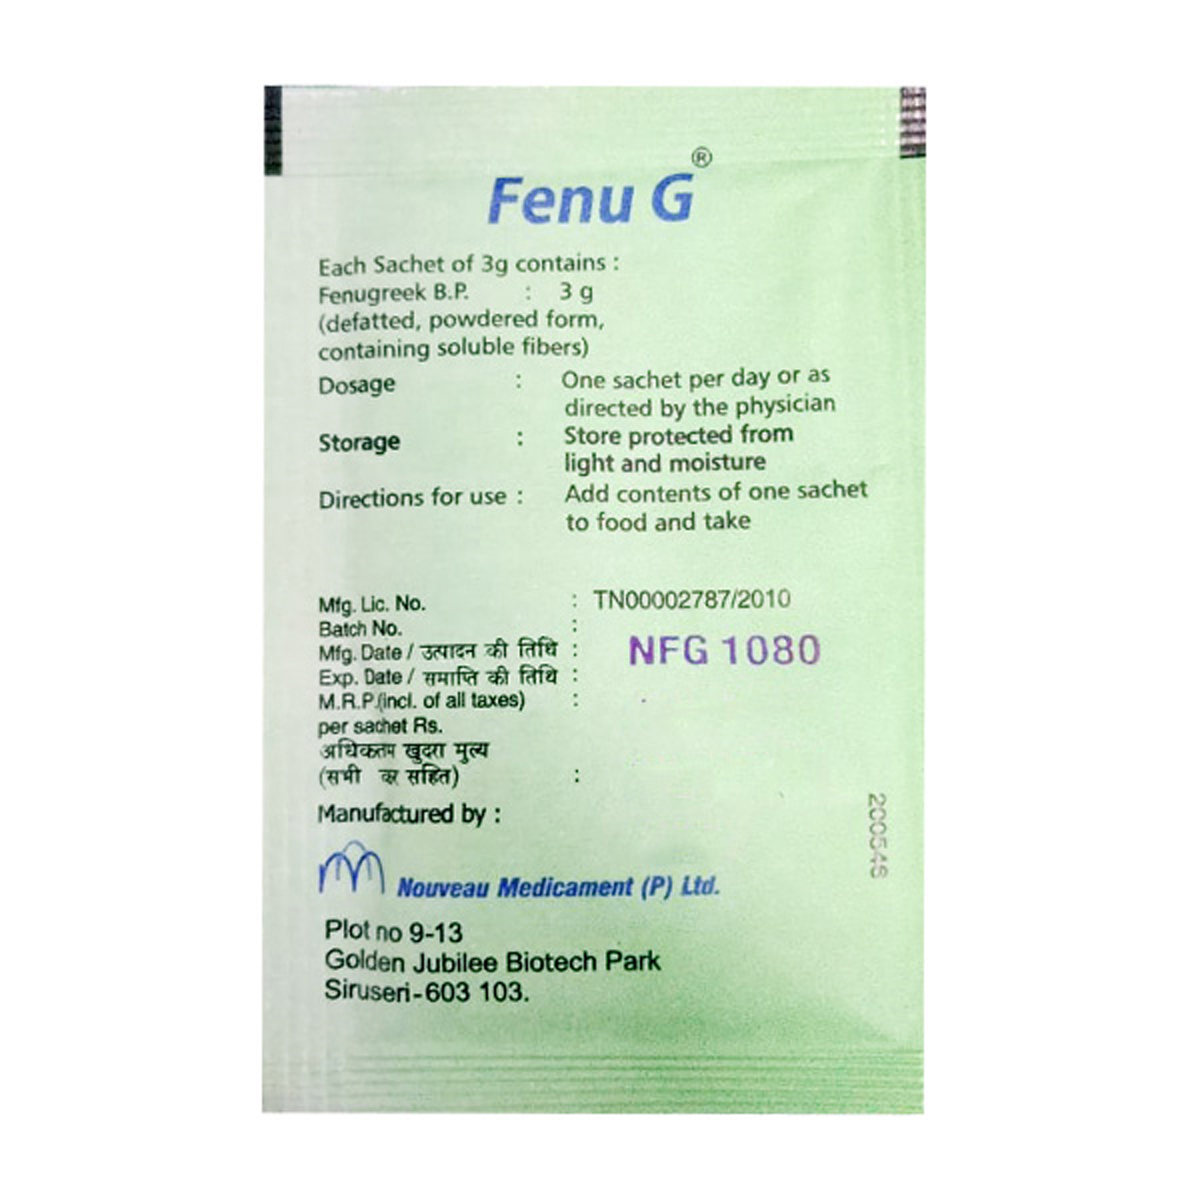 Fenu G®
Each Sachet of 3g contains :
Fenugreek B.P. : 3 g
(defatted, powdered form,
containing soluble fibers)
Dosage : One sachet per day or as
directed by the physician
Storage : Store protected from
light and moisture
Directions for use : Add contents of one sachet
to food and take
Mfg. Lic. No. : TN00002787/2010
Batch No. :
Mfg. Date / उत्पादन की तिथि : NFG 1080
Exp. Date / समाप्ति की तिथि :
M.R.P.(incl. of all taxes) :
per sachet Rs.
अधिकतम खुदरा मुल्य
(सभी कर सहित) :
Manufactured by :
Nouveau Medicament (P) Ltd.
Plot no 9-13
Golden Jubilee Biotech Park
Siruseri-603 103.
200546